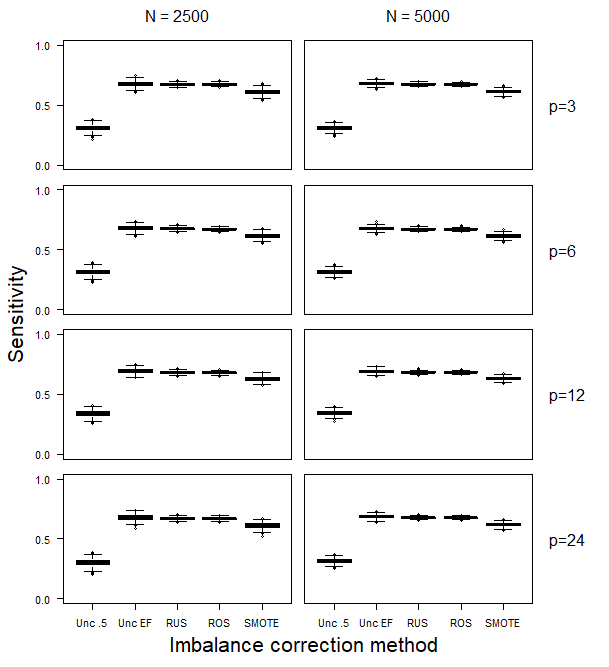 N = 2500 N = 5000
1.0
0.5
0.0
p=3
1.0
0.5
0.0
p=6
Sensitivity
1.0
0.5
0.0
p=12
1.0
0.5
0.0
p=24
Unc .5 Unc EF RUS ROS SMOTE Unc .5 Unc EF RUS ROS SMOTE
Imbalance correction method